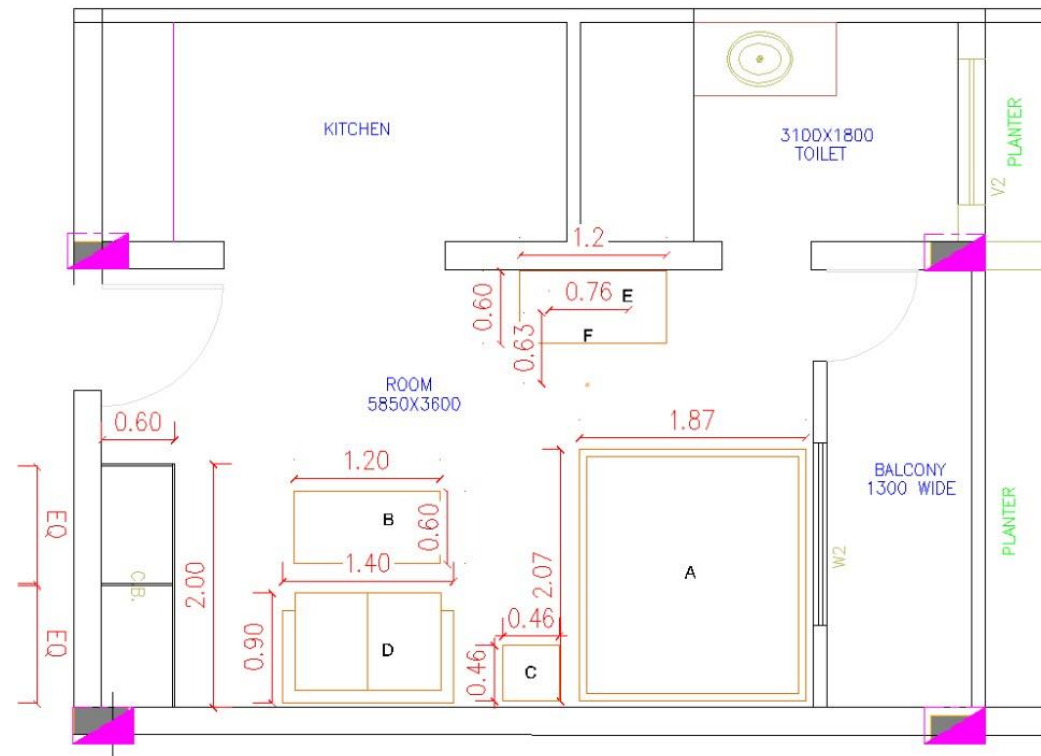 KITCHEN
3100X1800
TOILET
PLANTER
V2
1.2
0.60
0.76
E
F
0.63
ROOM
5850X3600
0.60
1.87
1.20
BALCONY
1300 WIDE
EQ
B
0.60
PLANTER
C.B.
2.00
1.40
2.07
A
W2
EQ
0.90
D
0.46
0.46
C